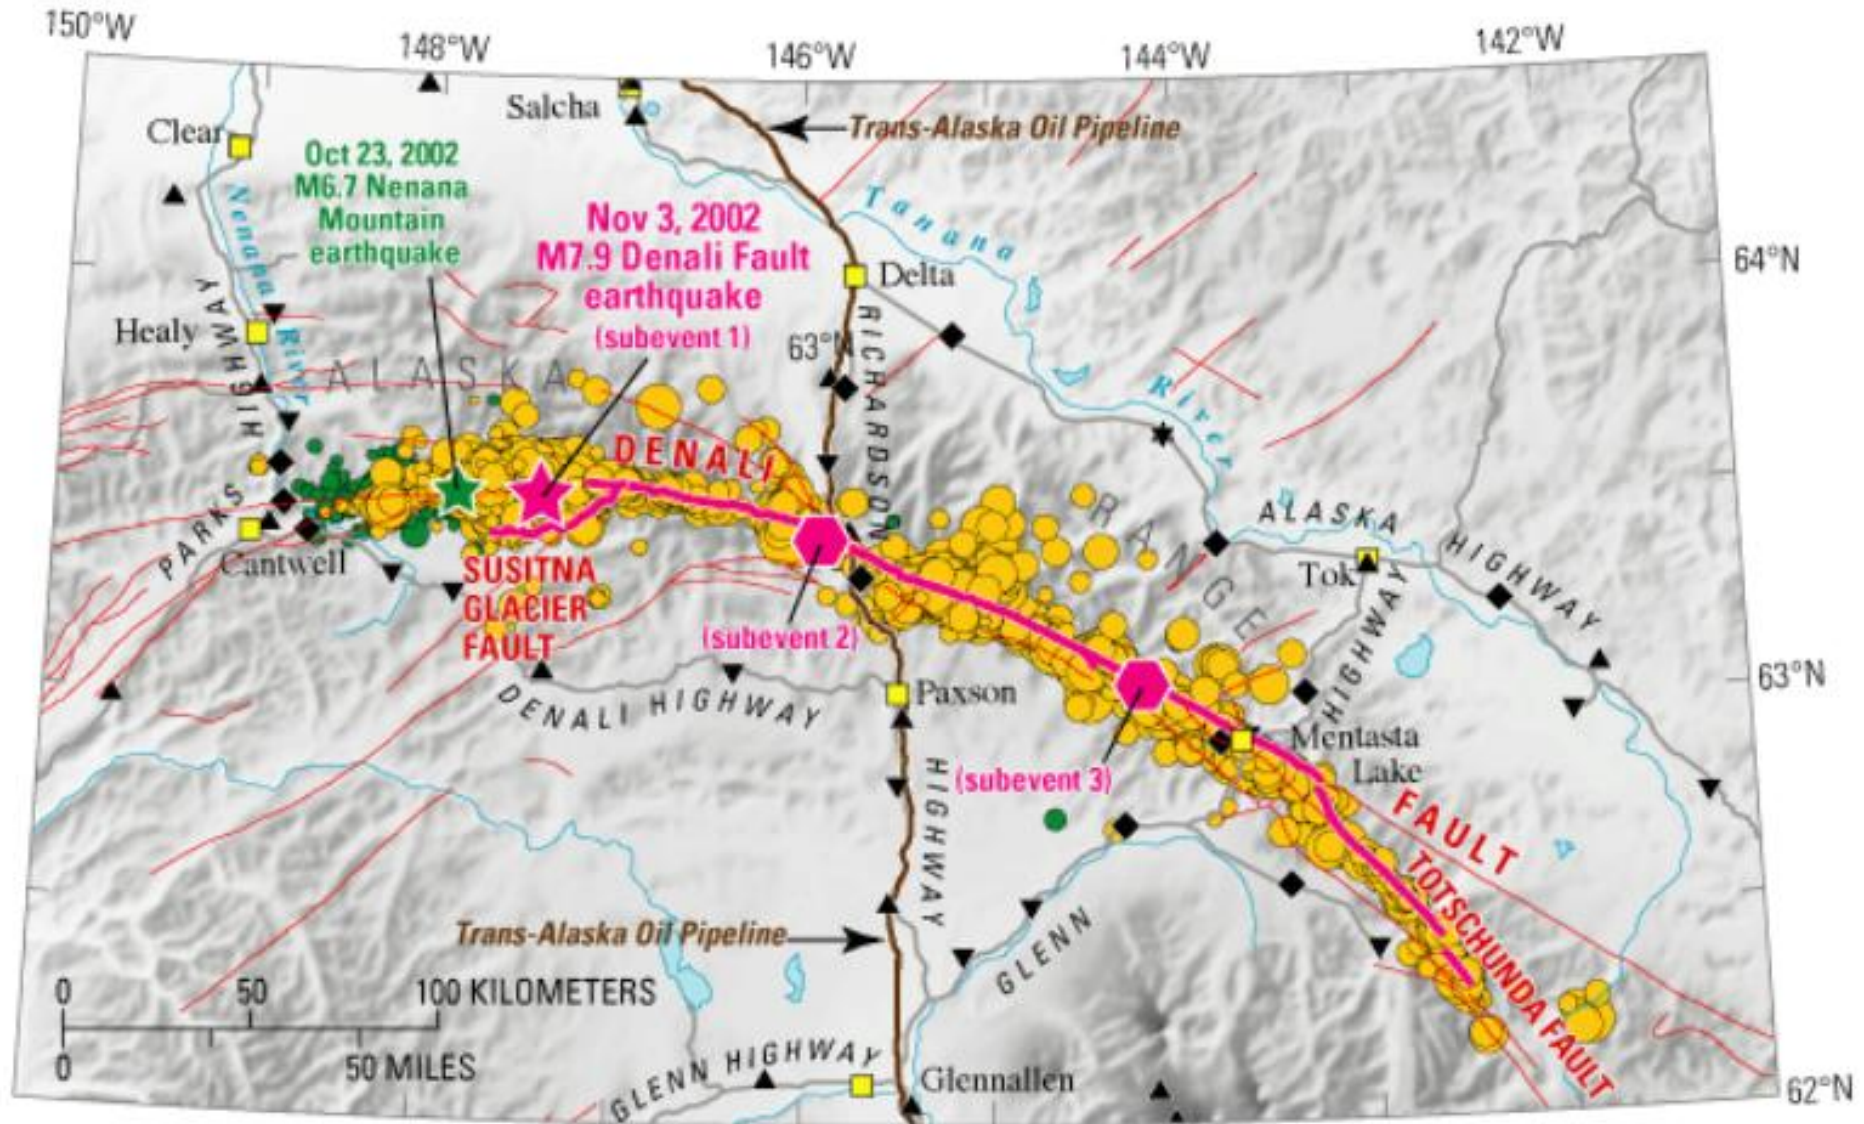 150°W
148°W
146°W
144°W
142°W
Salcha
Trans-Alaska Oil Pipeline
Clear
Oct 23, 2002
M6.7 Nenana
Mountain
earthquake
Nenana
River
Nov 3, 2002
M7.9 Denali Fault
earthquake
(subevent 1)
Tanana
River
64°N
Delta
Healy
63°N
RICHARDSON
HIGHWAY
PARKS
HIGHWAY
ALASKA
RANGE
DENALI
FAULT
ALASKA
HIGHWAY
Tok
HIGHWAY
Cantwell
SUSITNA
GLACIER
FAULT
(subevent 2)
63°N
DENALI HIGHWAY
Paxson
Mentasta
Lake
(subevent 3)
TOTSCHUNDA FAULT
Trans-Alaska Oil Pipeline
GLENN
0 50 100 KILOMETERS
0 50 MILES
GLENN HIGHWAY
Glennallen
62°N